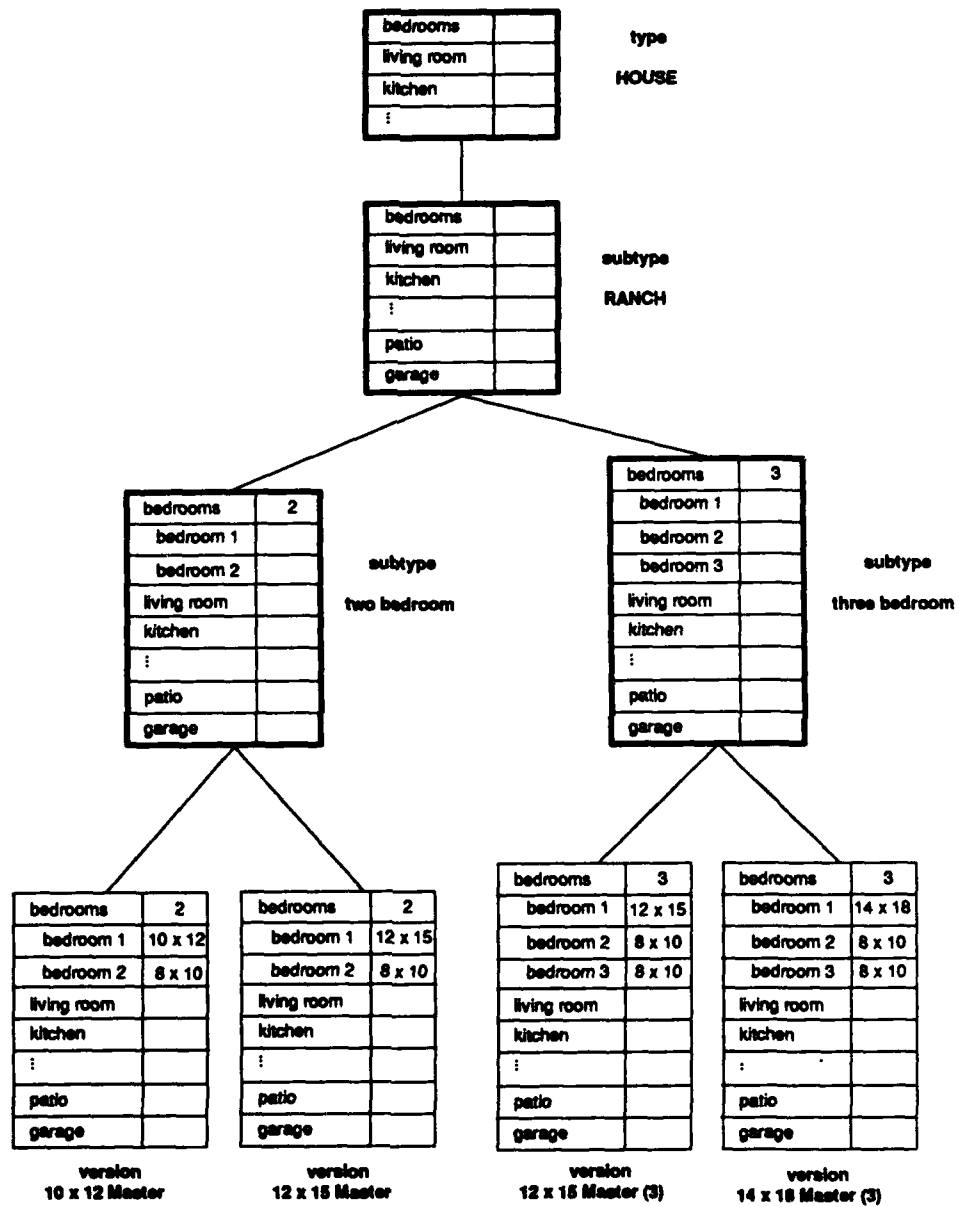 bedrooms
living room
kitchen
⋮
type
HOUSE
bedrooms
living room
kitchen
⋮
patio
garage
subtype
RANCH
bedrooms 2
bedroom 1
bedroom 2
living room
kitchen
⋮
patio
garage
subtype
two bedroom
bedrooms 3
bedroom 1
bedroom 2
bedroom 3
living room
kitchen
⋮
patio
garage
subtype
three bedroom
bedrooms 2
bedroom 1 10 x 12
bedroom 2 8 x 10
living room
kitchen
⋮
patio
garage
version
10 x 12 Master
bedrooms 2
bedroom 1 12 x 15
bedroom 2 8 x 10
living room
kitchen
⋮
patio
garage
version
12 x 15 Master
bedrooms 3
bedroom 1 12 x 15
bedroom 2 8 x 10
bedroom 3 8 x 10
living room
kitchen
⋮
patio
garage
version
12 x 15 Master (3)
bedrooms 3
bedroom 1 14 x 18
bedroom 2 8 x 10
bedroom 3 8 x 10
living room
kitchen
⋮
patio
garage
version
14 x 18 Master (3)